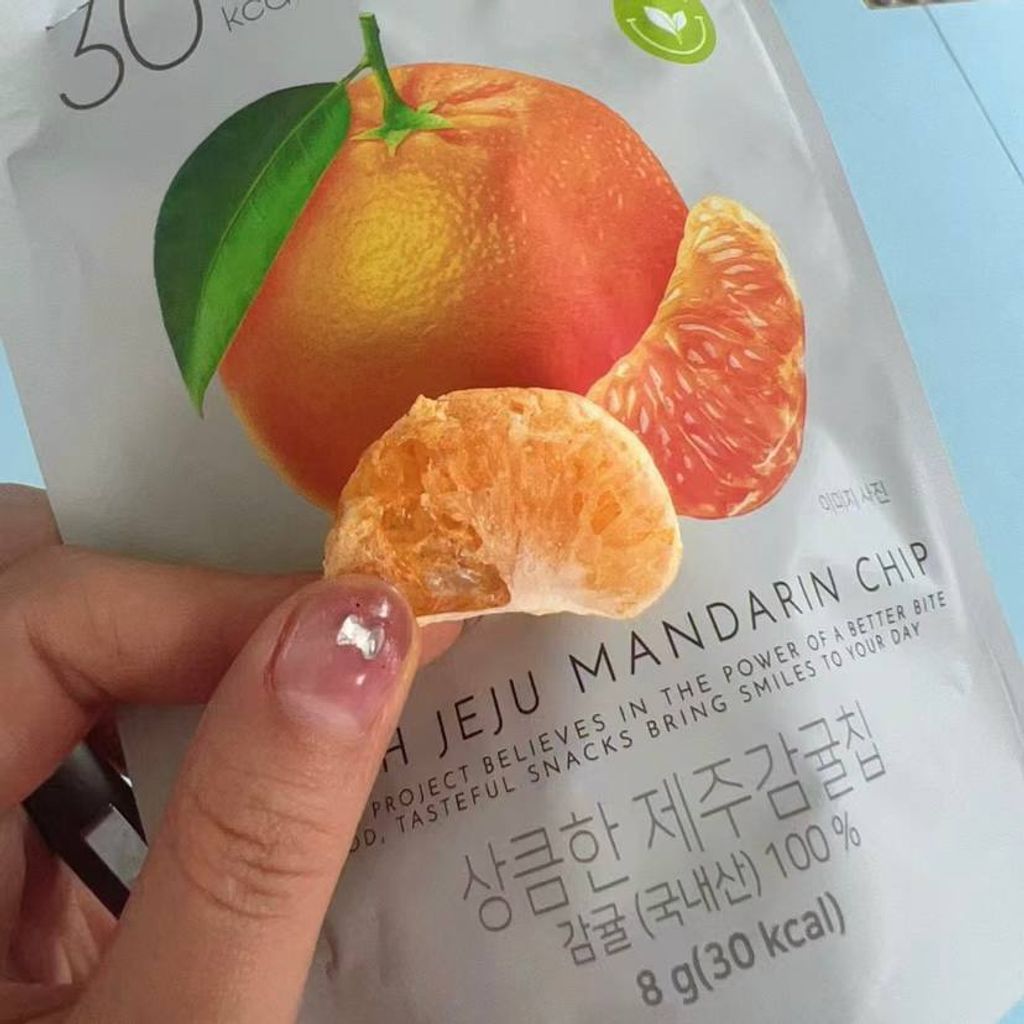 30
kcal
이미지 사진
H JEJU MANDARIN CHIP
PROJECT BELIEVES IN THE POWER OF A BETTER BITE
OD, TASTEFUL SNACKS BRING SMILES TO YOUR DAY
상큼한 제주감귤칩
감귤 (국내산) 100 %
8 g(30 kcal)